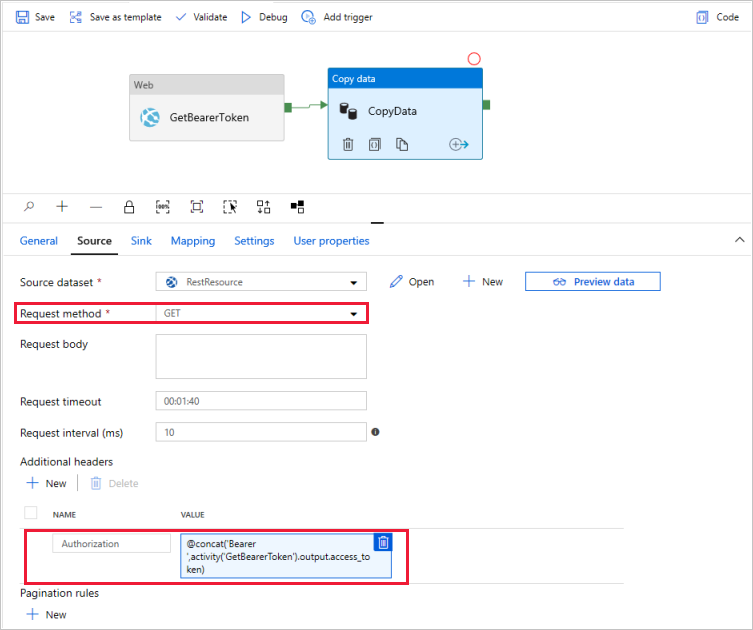 Save Save as template Validate Debug Add trigger Code
Web
GetBearerToken
Copy data
CopyData
100%
General Source Sink Mapping Settings User properties
Source dataset * RestResource Open New Preview data
Request method * GET
Request body
Request timeout 00:01:40
Request interval (ms) 10
Additional headers
New Delete
NAME VALUE
Authorization @concat('Bearer
',activity('GetBearerToken').output.access_to
ken)
Pagination rules
New